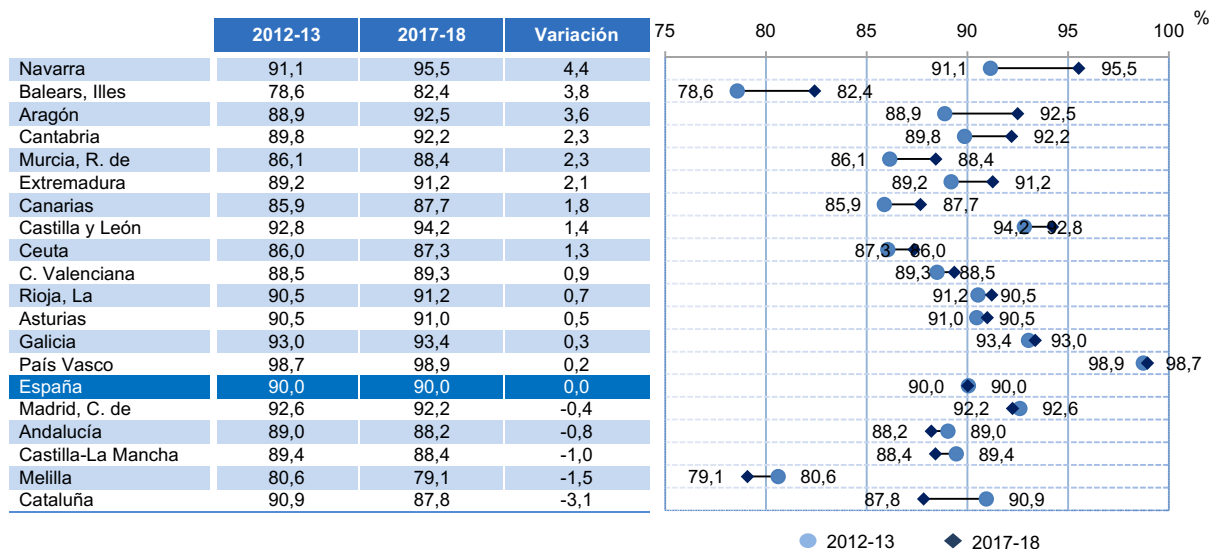 2012-13 2017-18 Variación 75 80 85 90 95 100 %
Navarra 91,1 95,5 4,4 91,1 95,5
Balears, Illes 78,6 82,4 3,8 78,6 82,4
Aragón 88,9 92,5 3,6 88,9 92,5
Cantabria 89,8 92,2 2,3 89,8 92,2
Murcia, R. de 86,1 88,4 2,3 86,1 88,4
Extremadura 89,2 91,2 2,1 89,2 91,2
Canarias 85,9 87,7 1,8 85,9 87,7
Castilla y León 92,8 94,2 1,4 94,2 92,8
Ceuta 86,0 87,3 1,3 87,3 86,0
C. Valenciana 88,5 89,3 0,9 89,3 88,5
Rioja, La 90,5 91,2 0,7 91,2 90,5
Asturias 90,5 91,0 0,5 91,0 90,5
Galicia 93,0 93,4 0,3 93,4 93,0
País Vasco 98,7 98,9 0,2 98,9 98,7
España 90,0 90,0 0,0 90,0 90,0
Madrid, C. de 92,6 92,2 -0,4 92,2 92,6
Andalucía 89,0 88,2 -0,8 88,2 89,0
Castilla-La Mancha 89,4 88,4 -1,0 88,4 89,4
Melilla 80,6 79,1 -1,5 79,1 80,6
Cataluña 90,9 87,8 -3,1 87,8 90,9
2012-13 2017-18